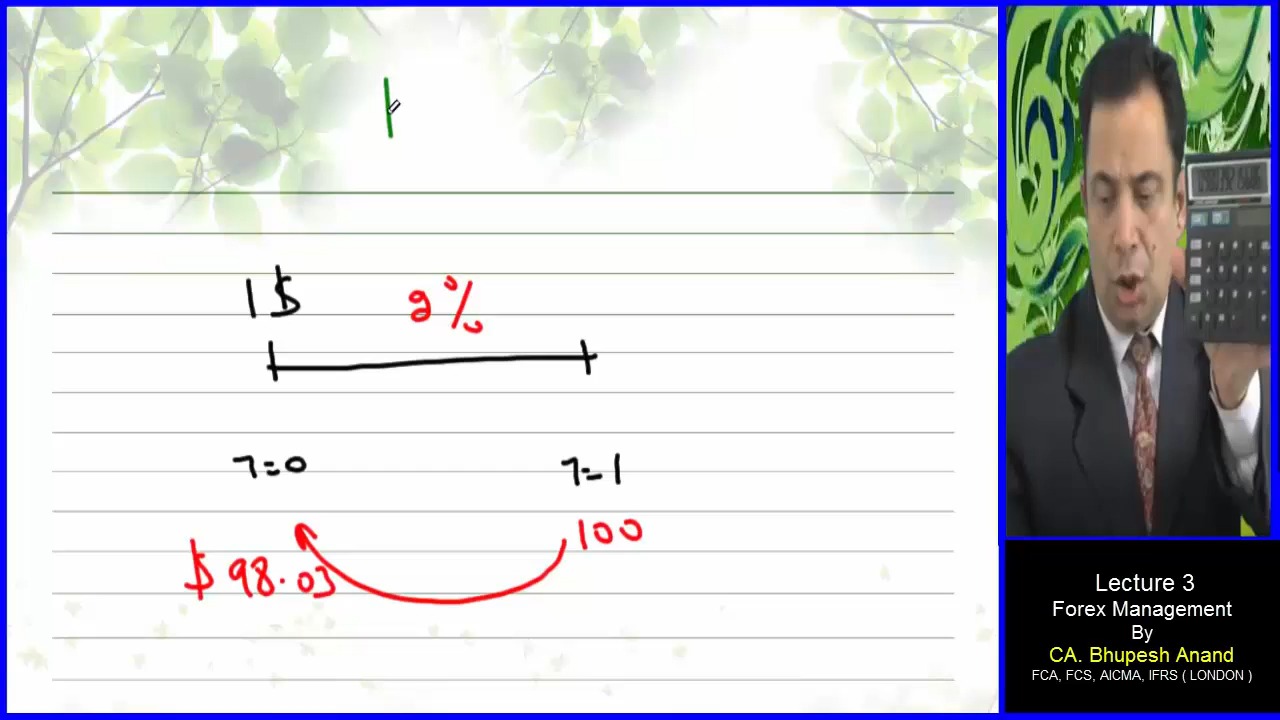 1$ 2%
T=0 T=1
100
$ 98.03
Lecture 3
Forex Management
By
CA. Bhupesh Anand
FCA, FCS, AICMA, IFRS ( LONDON )